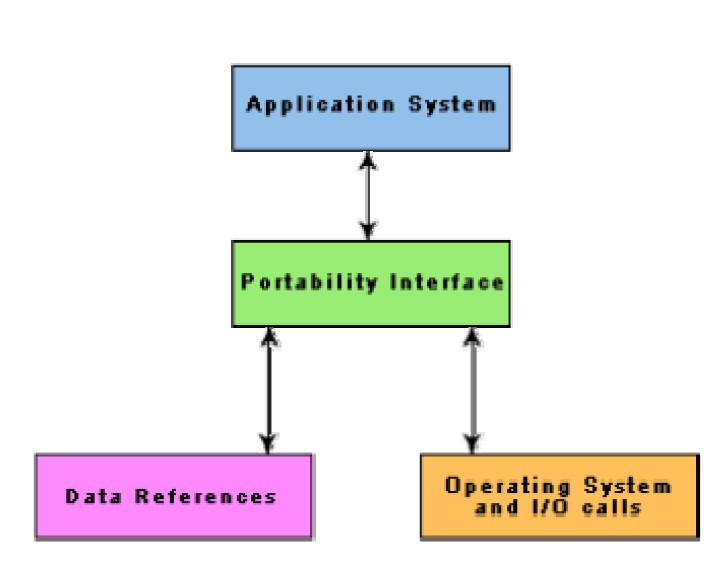 Application System
Portability Interface
Data References
Operating System
and I/O calls